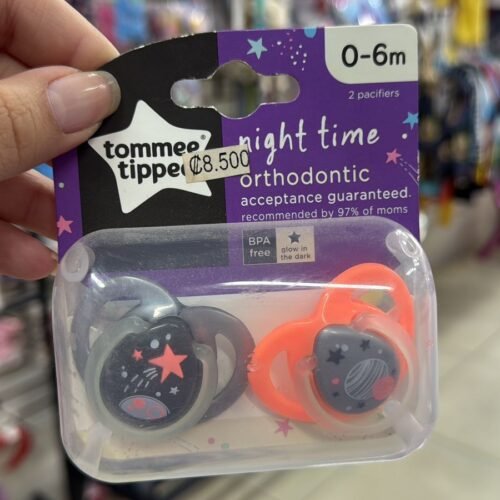 0-6m
2 pacifiers
tommee
tippee
₡8.500
night time
orthodontic
acceptance guaranteed.
recommended by 97% of moms
BPA
free
glow in
the dark